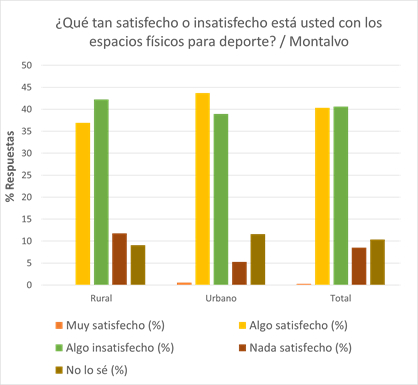 ¿Qué tan satisfecho o insatisfecho está usted con los
espacios físicos para deporte? / Montalvo
% Respuestas
50
45
40
35
30
25
20
15
10
5
0
Rural
Urbano
Total
Muy satisfecho (%)
Algo satisfecho (%)
Algo insatisfecho (%)
Nada satisfecho (%)
No lo sé (%)